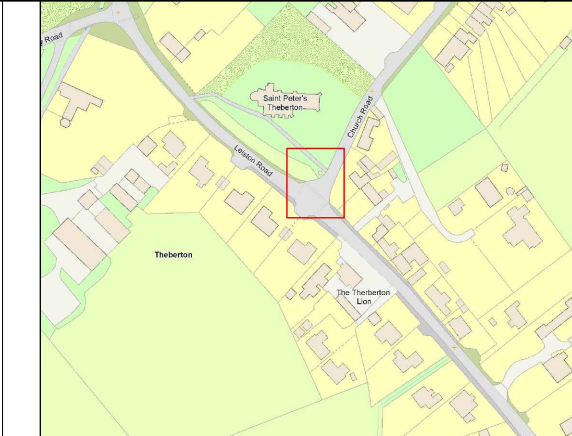 y Road
Saint Peter's
Theberton
Church Road
Leiston Road
Theberton
The Therberton
Lion